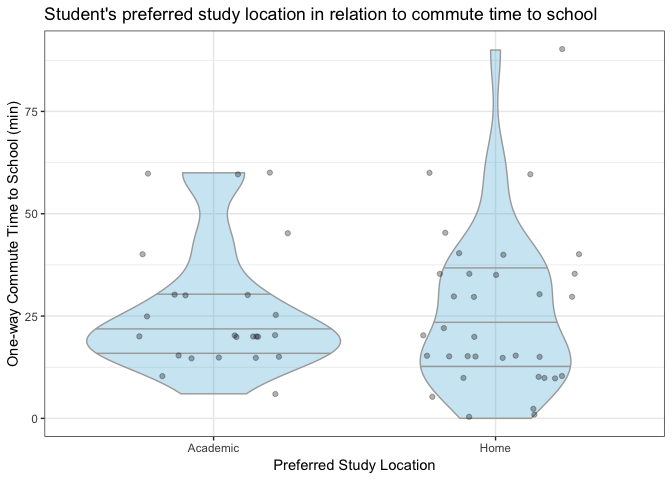 Student's preferred study location in relation to commute time to school
One-way Commute Time to School (min)
75
50
25
0
Academic
Home
Preferred Study Location